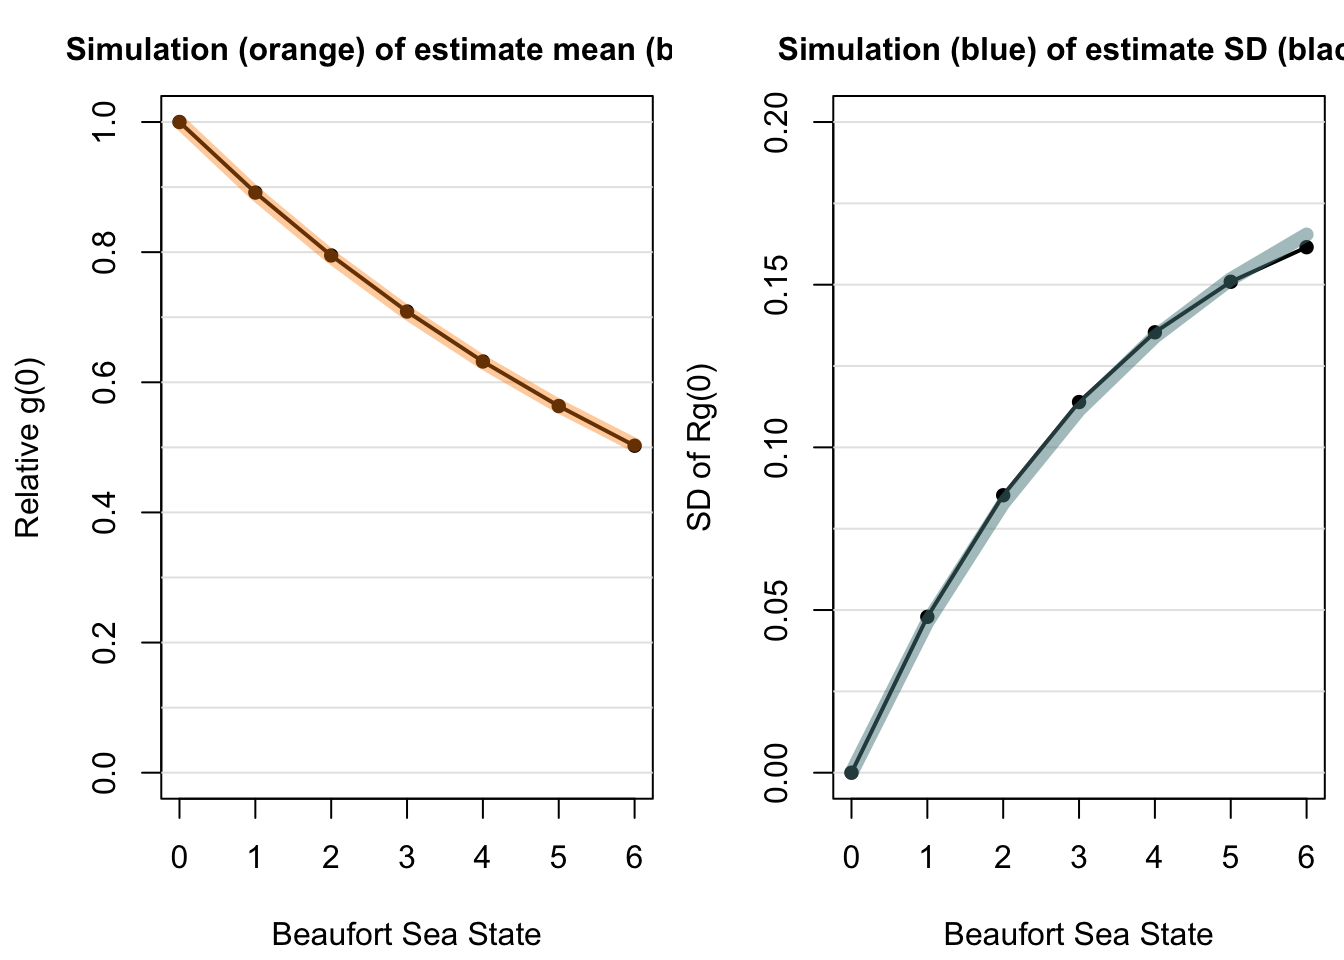 Simulation (orange) of estimate mean (b
Relative g(0)
1.0
0.8
0.6
0.4
0.2
0.0
0 1 2 3 4 5 6
Beaufort Sea State
Simulation (blue) of estimate SD (blac
SD of Rg(0)
0.20
0.15
0.10
0.05
0.00
0 1 2 3 4 5 6
Beaufort Sea State